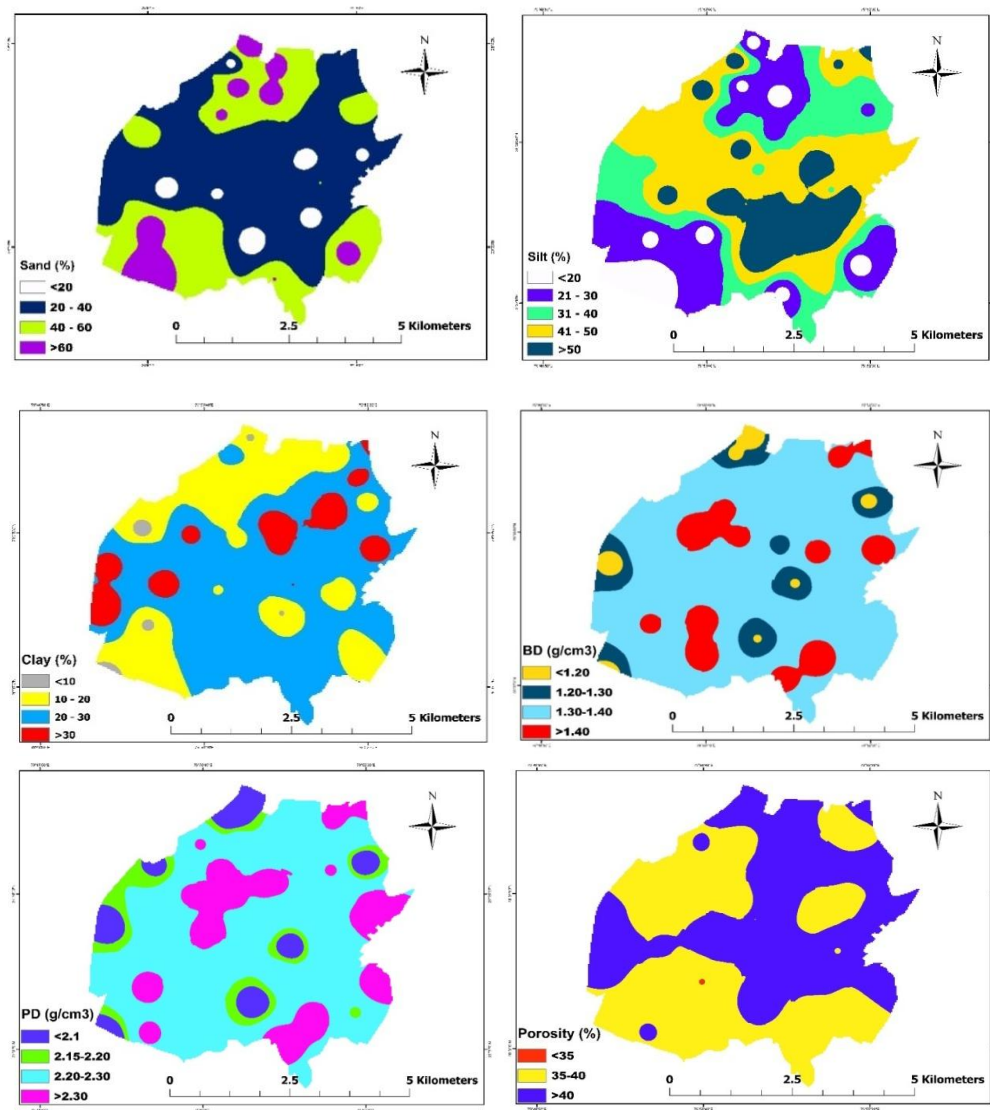 N
Sand (%)
<20
20 - 40
40 - 60
>60
0 2.5 5 Kilometers
N
Silt (%)
<20
21 - 30
31 - 40
41 - 50
>50
0 2.5 5 Kilometers
N
Clay (%)
<10
10 - 20
20 - 30
>30
0 2.5 5 Kilometers
N
BD (g/cm3)
<1.20
1.20-1.30
1.30-1.40
>1.40
0 2.5 5 Kilometers
N
PD (g/cm3)
<2.1
2.15-2.20
2.20-2.30
>2.30
0 2.5 5 Kilometers
N
Porosity (%)
<35
35-40
>40
0 2.5 5 Kilometers